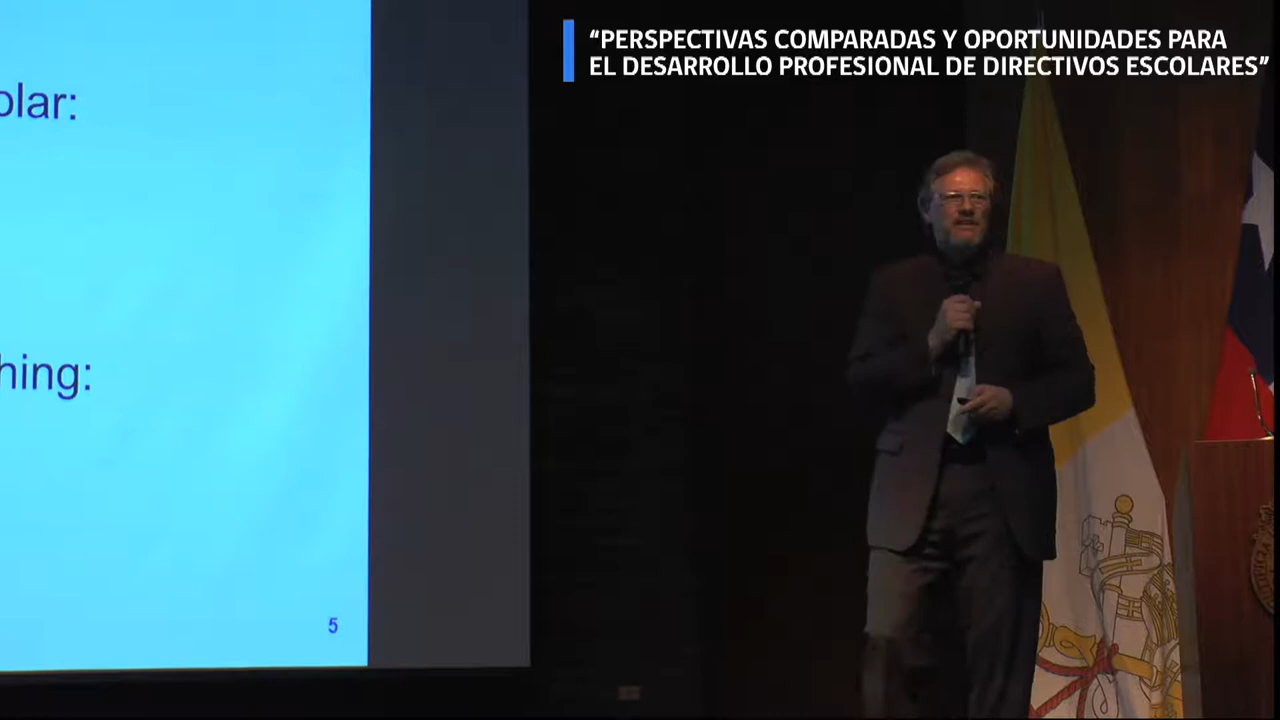 “PERSPECTIVAS COMPARADAS Y OPORTUNIDADES PARA
EL DESARROLLO PROFESIONAL DE DIRECTIVOS ESCOLARES”
olar:
hing:
5